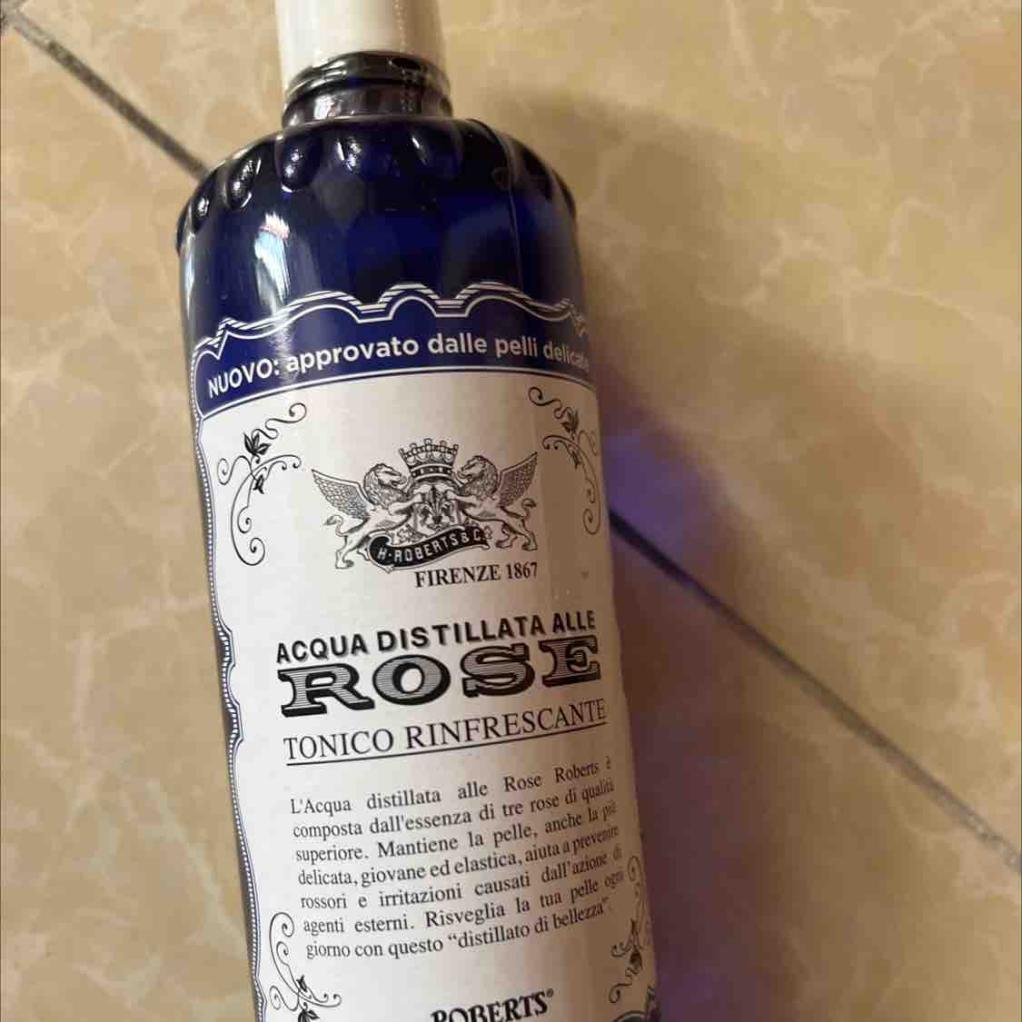 NUOVO: approvato dalle pelli delicate
H·ROBERTS & C.
FIRENZE 1867
ACQUA DISTILLATA ALLE
ROSE
TONICO RINFRESCANTE
L'Acqua distillata alle Rose Roberts è
composta dall'essenza di tre rose di qualità
superiore. Mantiene la pelle, anche la più
delicata, giovane ed elastica, aiuta a prevenire
rossori e irritazioni causati dall'azione di
agenti esterni. Risveglia la tua pelle ogni
giorno con questo “distillato di bellezza”.
ROBERTS®